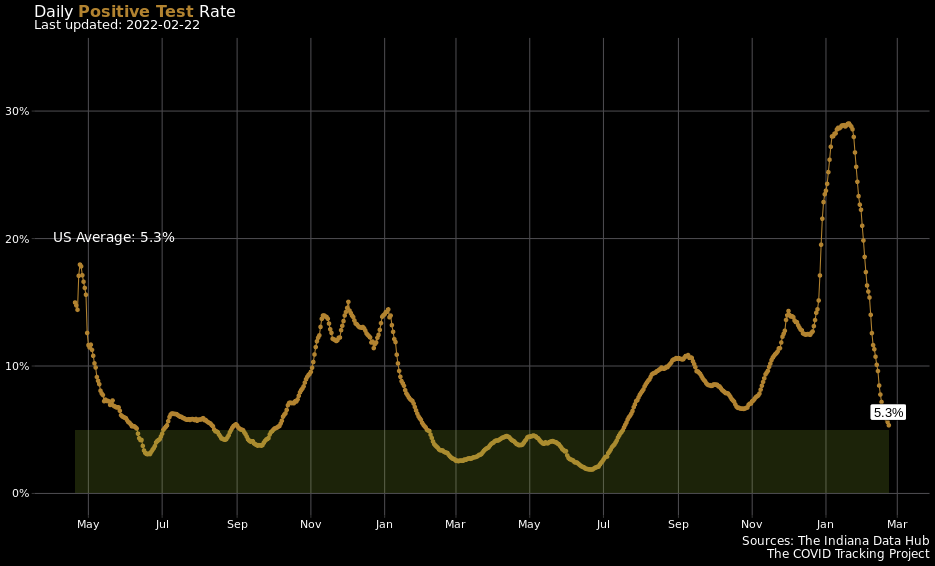 Daily Positive Test Rate
Last updated: 2022-02-22
30%
20%
US Average: 5.3%
10%
5.3%
0%
May Jul Sep Nov Jan Mar May Jul Sep Nov Jan Mar
Sources: The Indiana Data Hub
The COVID Tracking Project